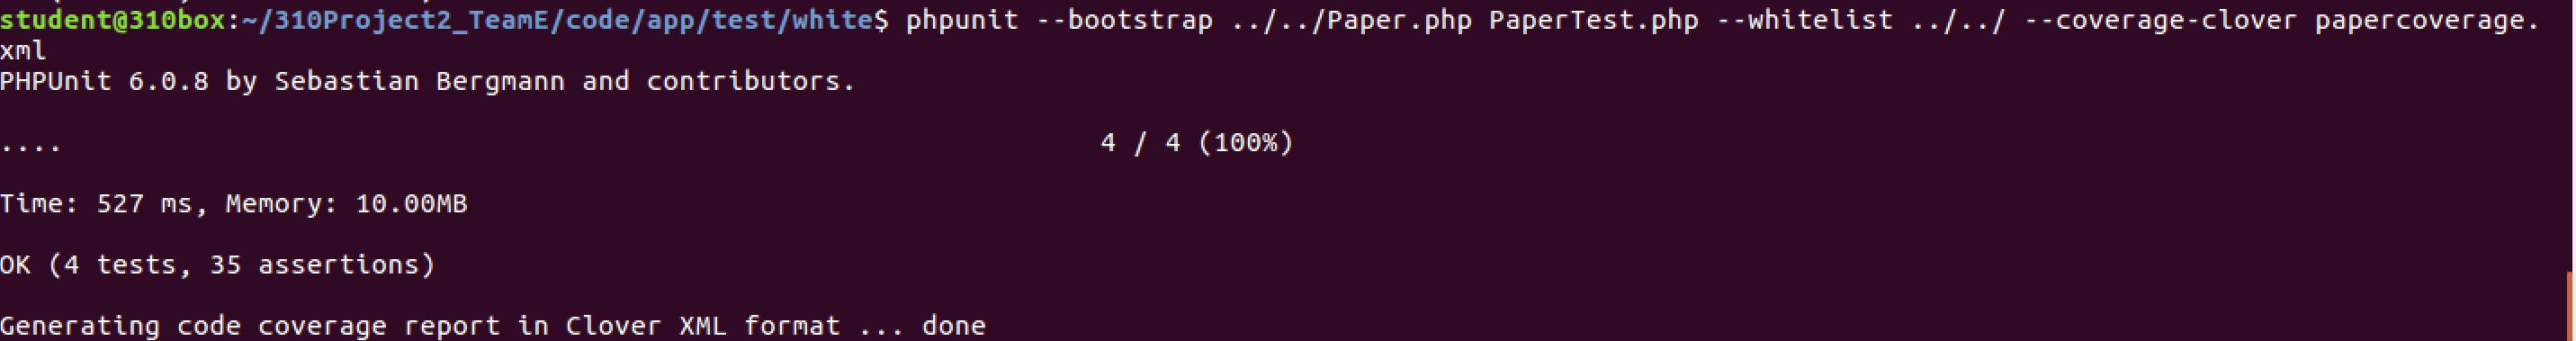 student@310box:~/310Project2_TeamE/code/app/test/white$ phpunit --bootstrap ../../Paper.php PaperTest.php --whitelist ../../ --coverage-clover papercoverage.
xml
PHPUnit 6.0.8 by Sebastian Bergmann and contributors.
.... 4 / 4 (100%)
Time: 527 ms, Memory: 10.00MB
OK (4 tests, 35 assertions)
Generating code coverage report in Clover XML format ... done